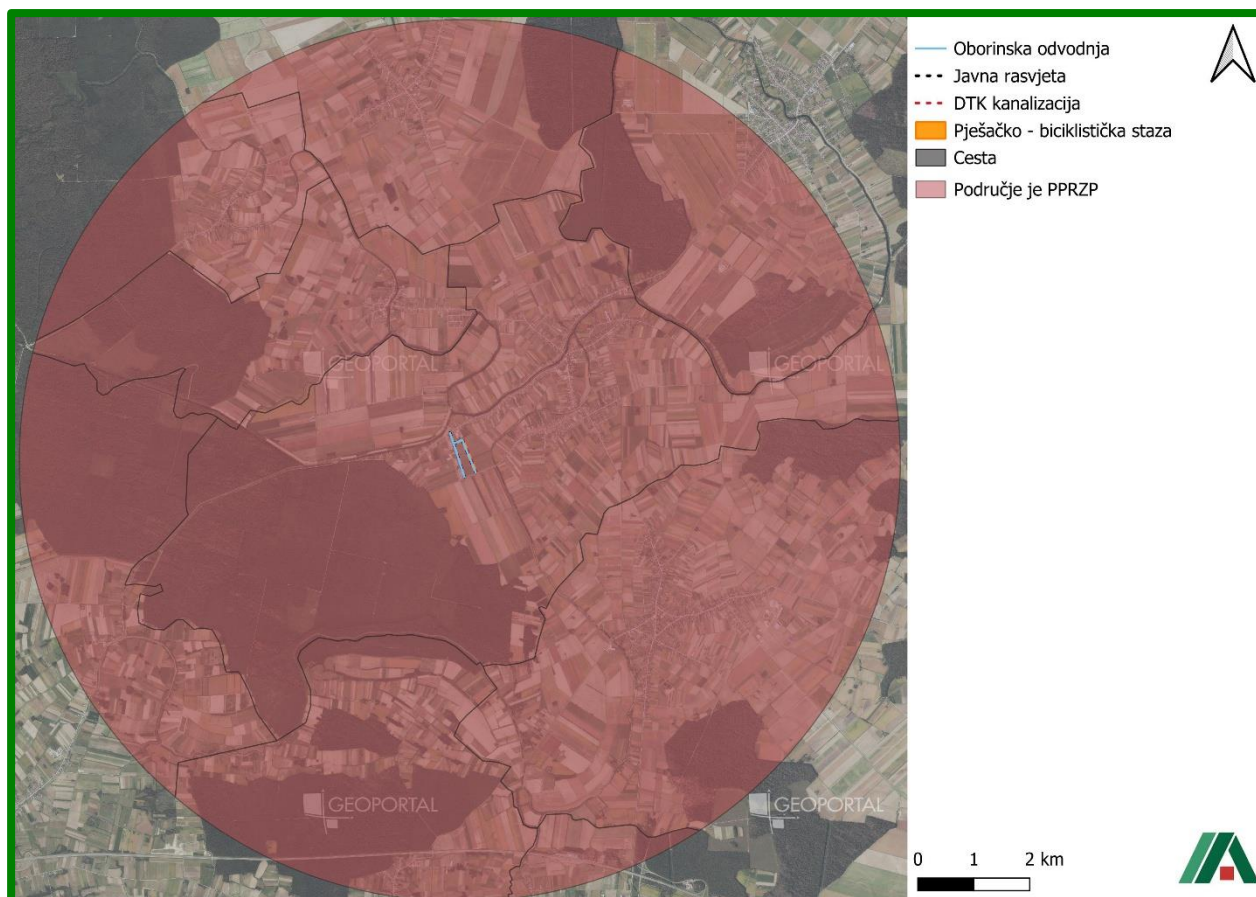 Oborinska odvodnja
Javna rasvjeta
DTK kanalizacija
Pješačko - biciklistička staza
Cesta
Područje je PPRZP
GEOPORTAL
GEOPORTAL
GEOPORTAL
GEOPORTAL
0 1 2 km